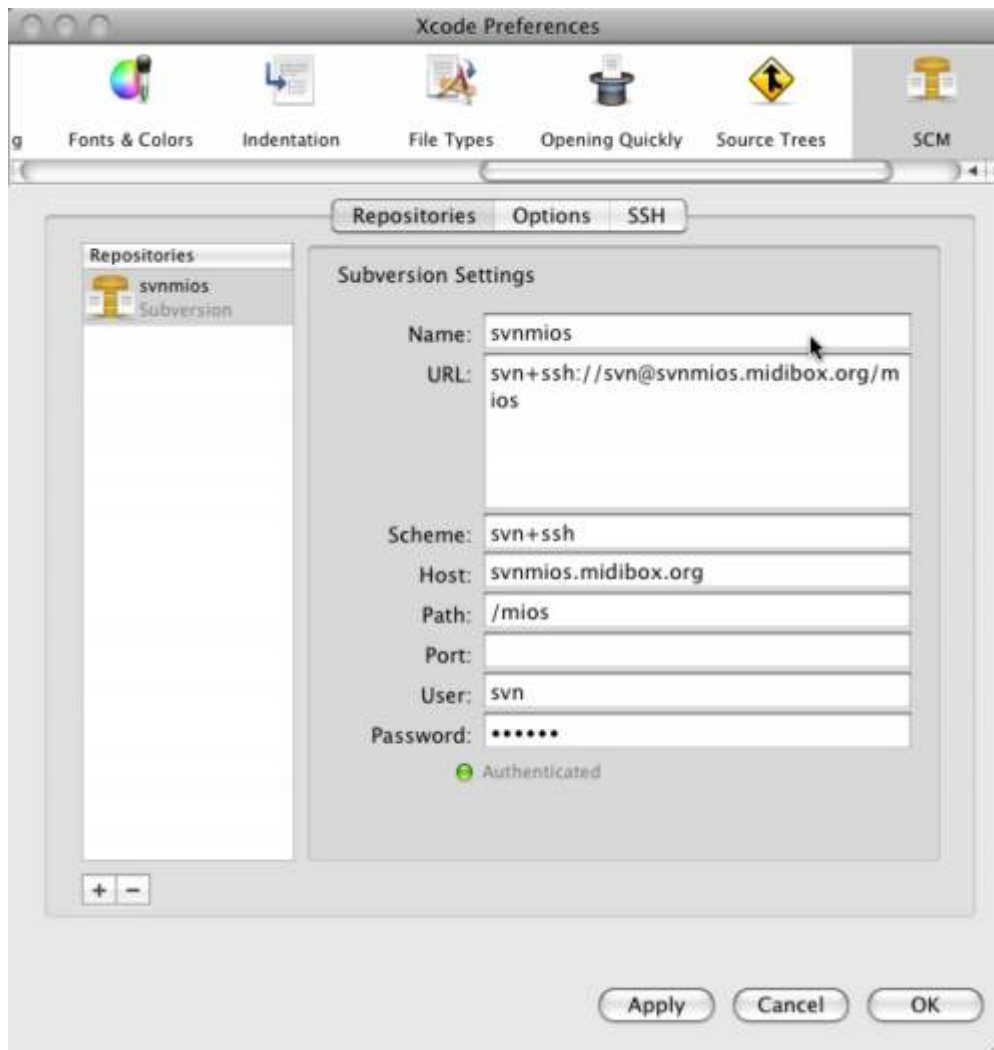 Xcode Preferences
g Fonts & Colors Indentation File Types Opening Quickly Source Trees SCM
Repositories Options SSH
Repositories
svnmios
Subversion
Subversion Settings
Name: svnmios
URL: svn+ssh://svn@svnmios.midibox.org/m
ios
Scheme: svn+ssh
Host: svnmios.midibox.org
Path: /mios
Port:
User: svn
Password: ••••••
Authenticated
+ −
Apply Cancel OK